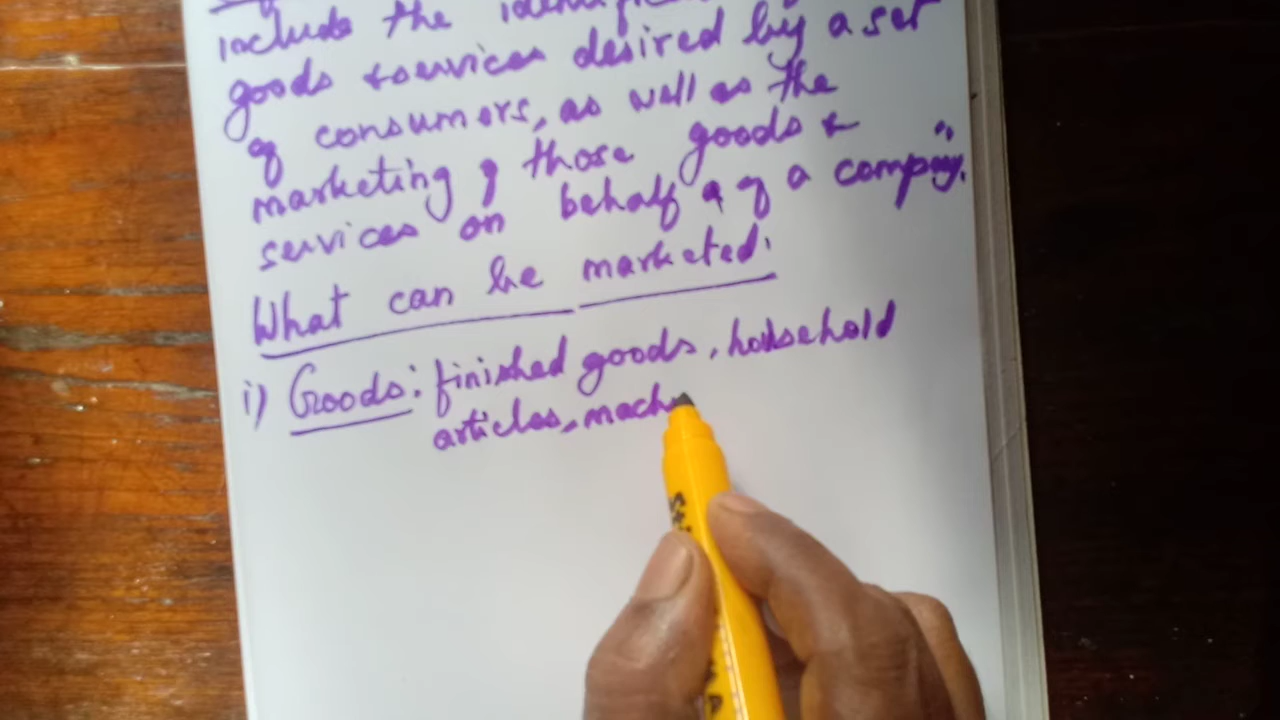 include the
goods & services desired by a set
of consumers, as well as the
marketing of those goods &
services on behalf of a company."
What can be marketed:
i) Goods: finished goods, household
articles, mach